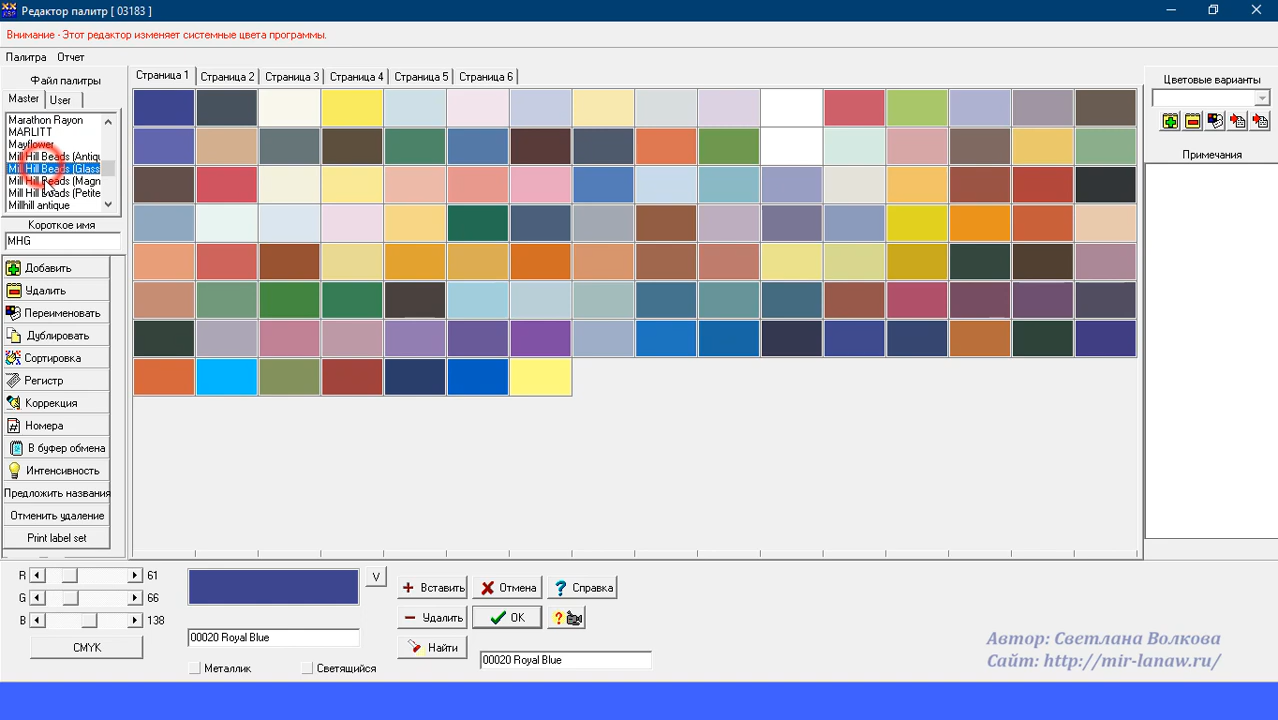 Редактор палитр [ 03183 ]
Внимание - Этот редактор изменяет системные цвета программы.
Палитра Отчет
Файл палитры
Master User
Marathon Rayon
MARLITT
Mayflower
Mill Hill Beads (Antiqu
Mill Hill Beads (Glass
Mill Hill Beads (Magn
Mill Hill Beads (Petite
Millhill antique
Короткое имя
MHG
Добавить
Удалить
Переименовать
Дублировать
Сортировка
Регистр
Коррекция
Номера
В буфер обмена
Интенсивность
Предложить названия
Отменить удаление
Print label set
Страница 1 Страница 2 Страница 3 Страница 4 Страница 5 Страница 6
Цветовые варианты
Примечания
R 61
G 66
B 138
CMYK
V
00020 Royal Blue
Металлик Светящийся
Вставить Отмена Справка
Удалить OK
Найти
00020 Royal Blue
Автор: Светлана Волкова
Сайт: http://mir-lanaw.ru/